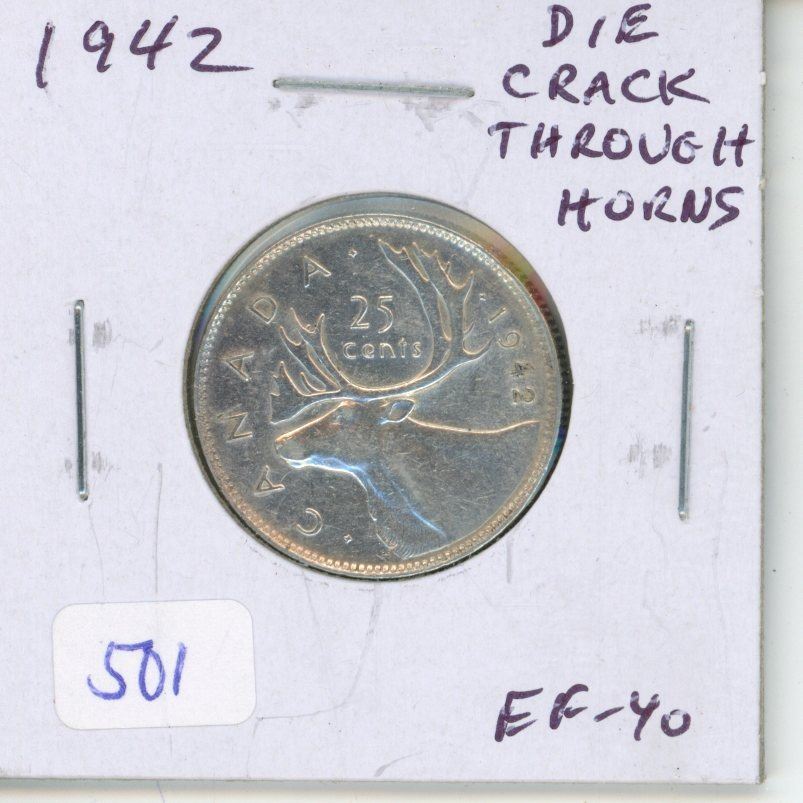 1942
DIE
CRACK
THROUGH
HORNS
CANADA
25
cents
1942
501
EF-40